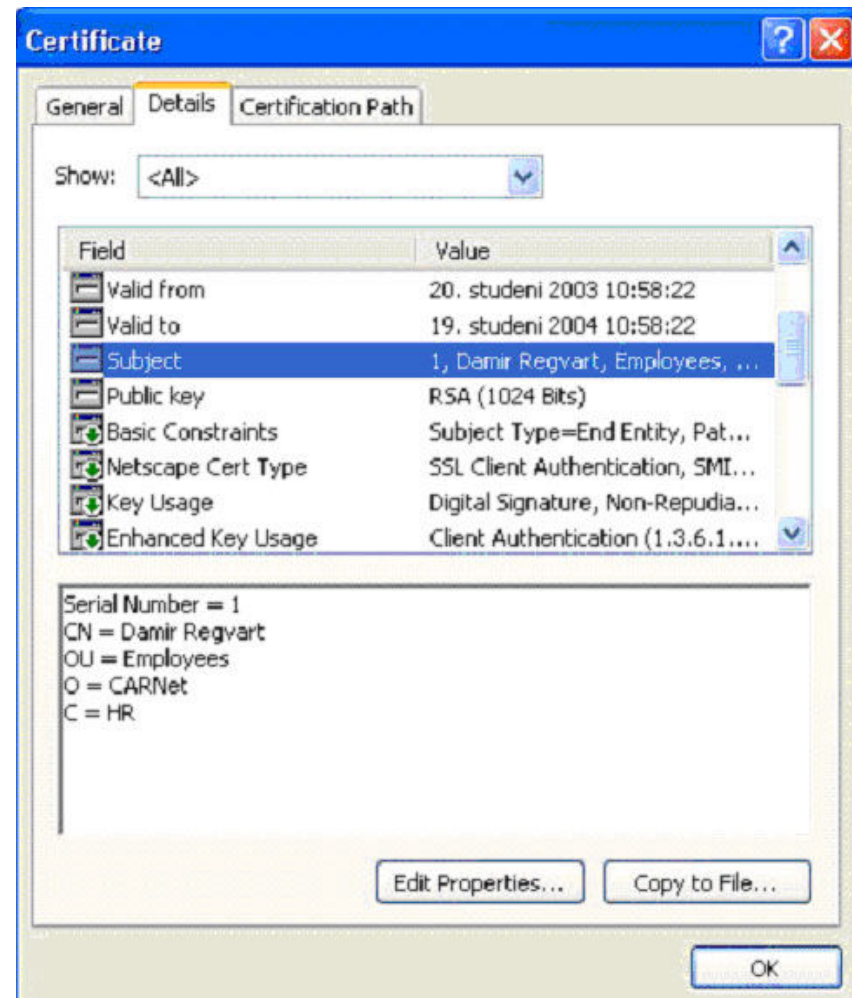 Certificate
General Details Certification Path
Show: <All>
Field Value
Valid from 20. studeni 2003 10:58:22
Valid to 19. studeni 2004 10:58:22
Subject 1, Damir Regvart, Employees, ...
Public key RSA (1024 Bits)
Basic Constraints Subject Type=End Entity, Pat...
Netscape Cert Type SSL Client Authentication, SMI...
Key Usage Digital Signature, Non-Repudia...
Enhanced Key Usage Client Authentication (1.3.6.1....
Serial Number = 1
CN = Damir Regvart
OU = Employees
O = CARNet
C = HR
Edit Properties... Copy to File...
OK